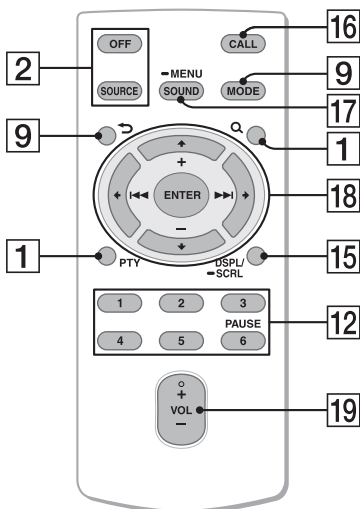 16
OFF CALL
2
- MENU
9
SOURCE SOUND MODE
17
9
1
+
ENTER
18
−
1
PTY DSPL/
- SCRL
15
1 2 3
PAUSE
12
4 5 6
+
VOL
19
−